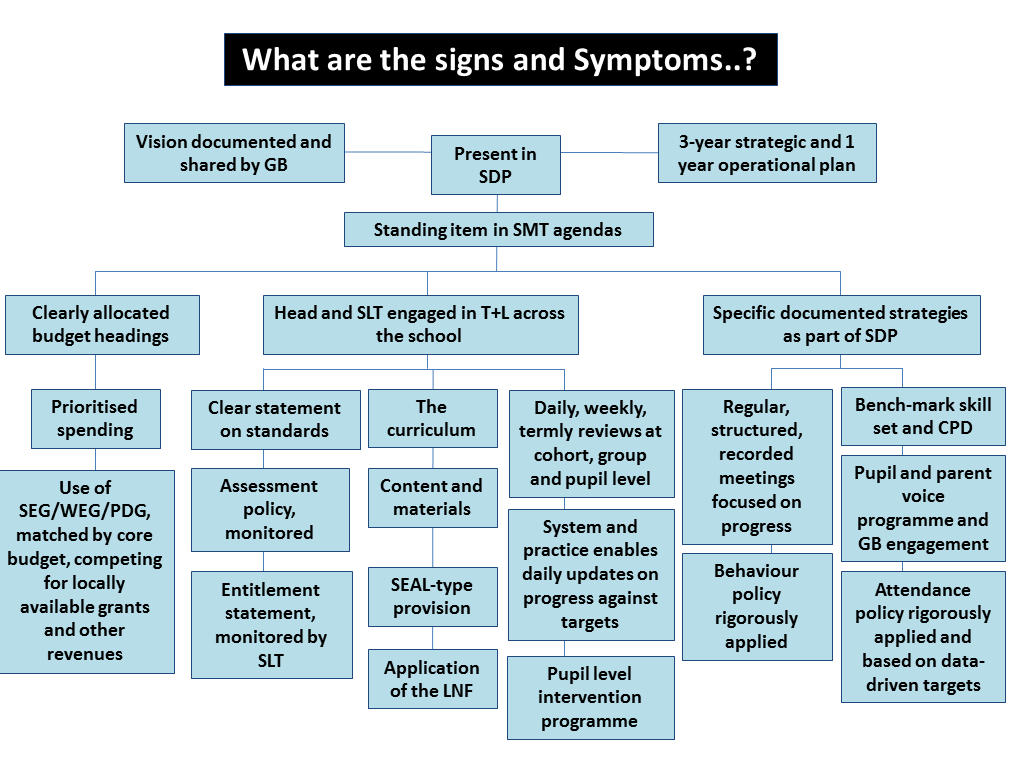 What are the signs and Symptoms..?
Vision documented and
shared by GB
Present in
SDP
3-year strategic and 1
year operational plan
Standing item in SMT agendas
Clearly allocated
budget headings
Head and SLT engaged in T+L across
the school
Specific documented strategies
as part of SDP
Prioritised
spending
Use of
SEG/WEG/PDG,
matched by core
budget, competing
for locally
available grants
and other
revenues
Clear statement
on standards
Assessment
policy,
monitored
Entitlement
statement,
monitored by
SLT
The
curriculum
Content and
materials
SEAL-type
provision
Application
of the LNF
Daily, weekly,
termly reviews at
cohort, group
and pupil level
System and
practice enables
daily updates on
progress against
targets
Pupil level
intervention
programme
Regular,
structured,
recorded
meetings
focused on
progress
Behaviour
policy
rigorously
applied
Bench-mark skill
set and CPD
Pupil and parent
voice
programme and
GB engagement
Attendance
policy rigorously
applied and
based on data-
driven targets